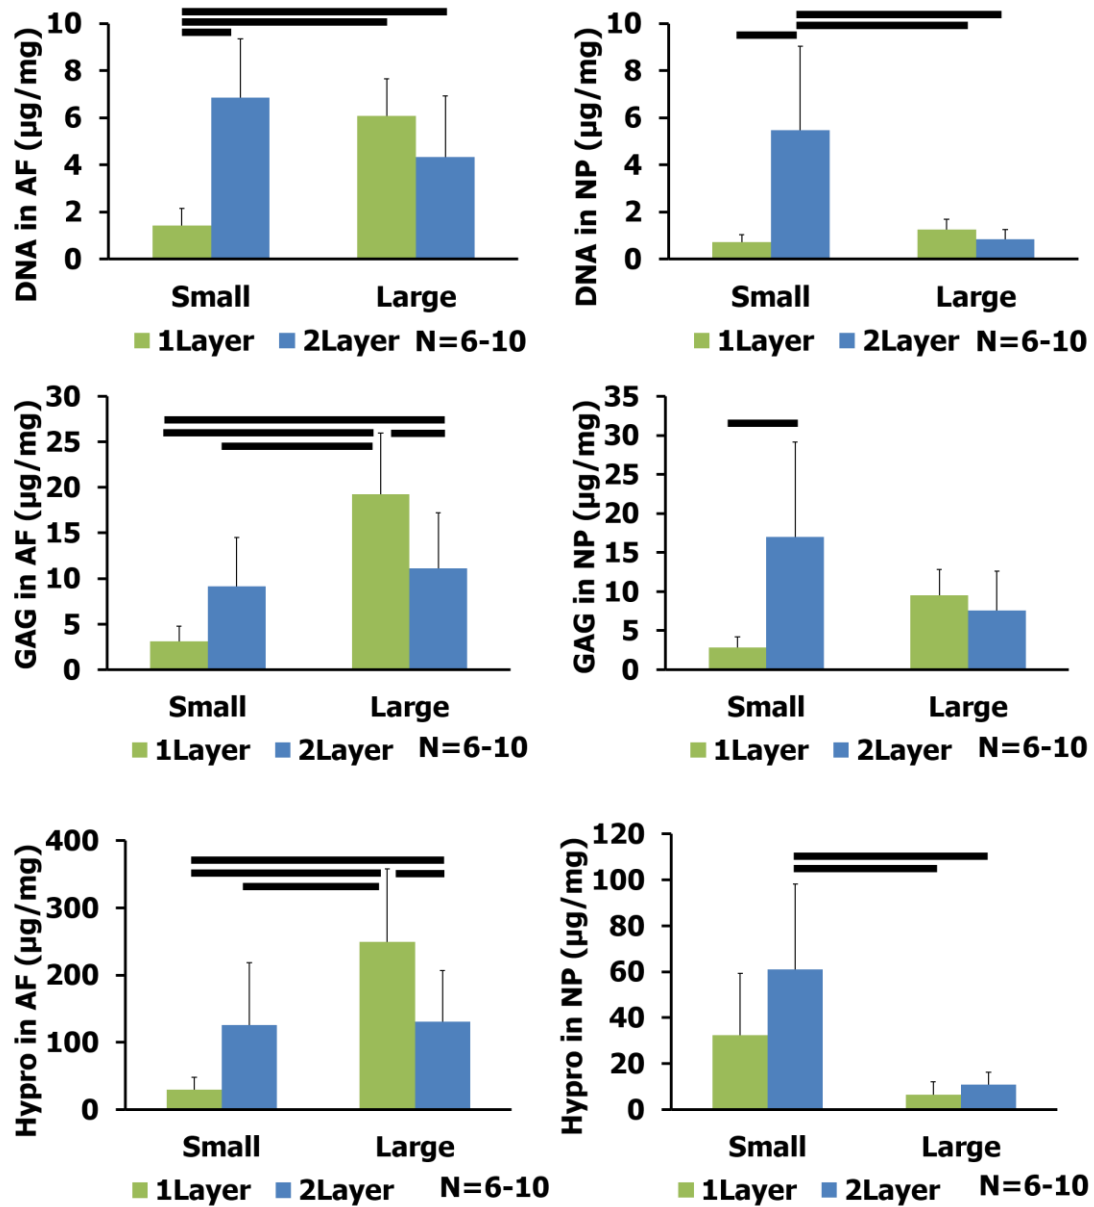 DNA in AF (µg/mg)
10
8
6
4
2
0
Small Large
1Layer 2Layer N=6-10
DNA in NP (µg/mg)
10
8
6
4
2
0
Small Large
1Layer 2Layer N=6-10
GAG in AF (µg/mg)
30
25
20
15
10
5
0
Small Large
1Layer 2Layer N=6-10
GAG in NP (µg/mg)
35
30
25
20
15
10
5
0
Small Large
1Layer 2Layer N=6-10
Hypro in AF (µg/mg)
400
300
200
100
0
Small Large
1Layer 2Layer N=6-10
Hypro in NP (µg/mg)
120
100
80
60
40
20
0
Small Large
1Layer 2Layer N=6-10